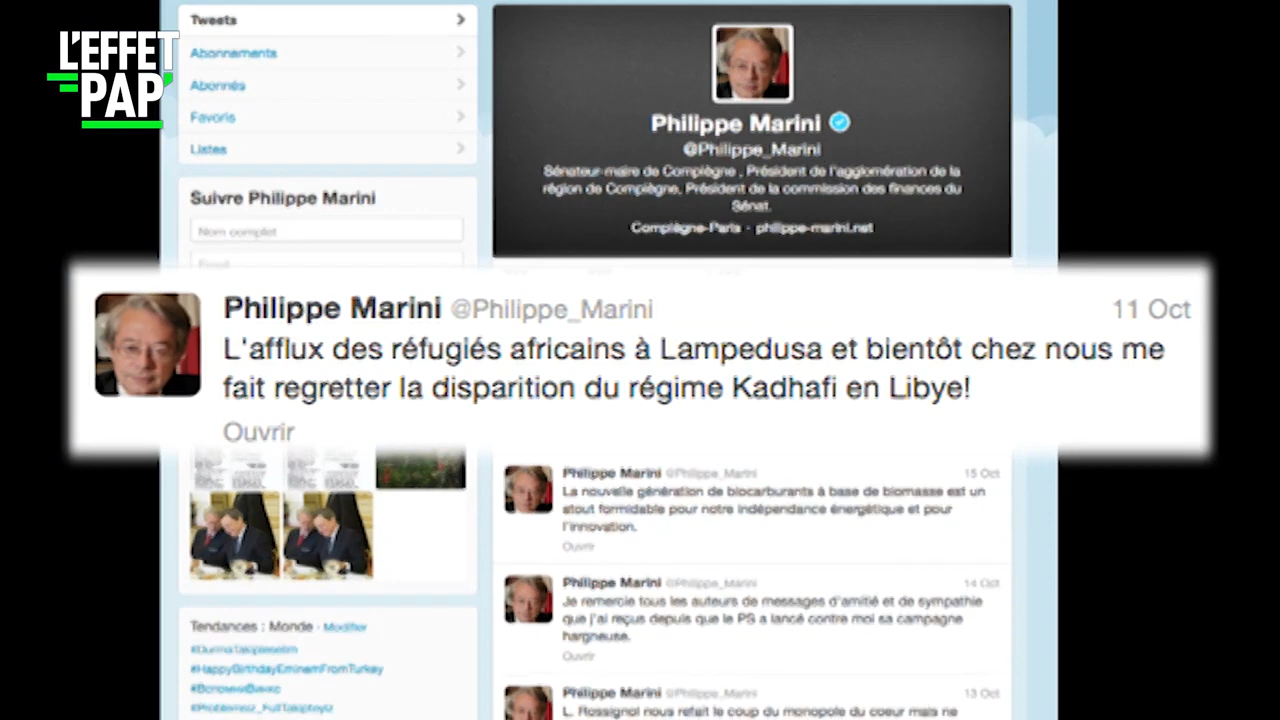 L'EFFET
PAP'
Tweets
Abonnements
Abonnés
Favoris
Listes
Suivre Philippe Marini
Nom complet
Email
Philippe Marini
@Philippe_Marini
Sénateur-maire de Compiègne , Président de l'agglomération de la
région de Compiègne, Président de la commission des finances du
Sénat.
Compiègne-Paris · philippe-marini.net
Philippe Marini @Philippe_Marini 11 Oct
L'afflux des réfugiés africains à Lampedusa et bientôt chez nous me
fait regretter la disparition du régime Kadhafi en Libye!
Ouvrir
Philippe Marini @Philippe_Marini 15 Oct
La nouvelle génération de biocarburants à base de biomasse est un
atout formidable pour notre indépendance énergétique et pour
l'innovation.
Ouvrir
Philippe Marini @Philippe_Marini 14 Oct
Je remercie tous les auteurs de messages d'amitié et de sympathie
que j'ai reçus depuis que le PS a lancé contre moi sa campagne
hargneuse.
Ouvrir
Philippe Marini @Philippe_Marini 13 Oct
L. Rossignol nous refait le coup du monopole du coeur mais ne
Tendances : Monde · Modifier
#HappyBirthdayEminemFromTurkey